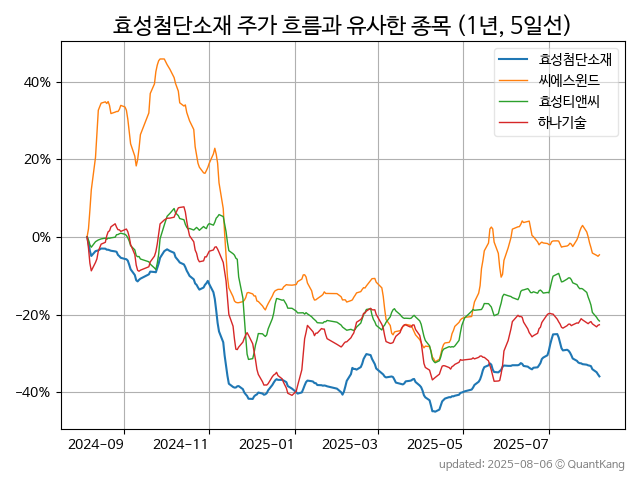 효성첨단소재 주가 흐름과 유사한 종목 (1년, 5일선)
효성첨단소재
씨에스윈드
효성티앤씨
하나기술
40%
20%
0%
−20%
−40%
2024-09 2024-11 2025-01 2025-03 2025-05 2025-07
updated: 2025-08-06 © QuantKang